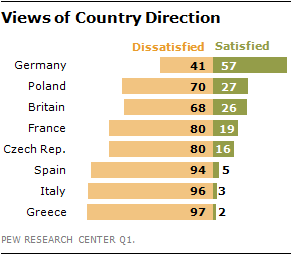 Views of Country Direction
Dissatisfied Satisfied
Germany 41 57
Poland 70 27
Britain 68 26
France 80 19
Czech Rep. 80 16
Spain 94 5
Italy 96 3
Greece 97 2
PEW RESEARCH CENTER Q1.